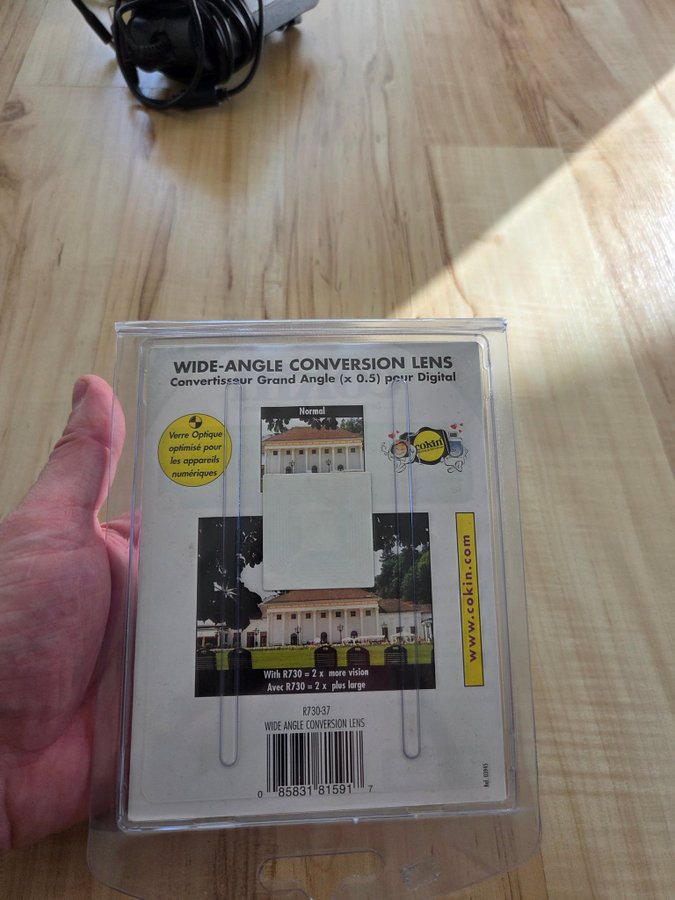 WIDE-ANGLE CONVERSION LENS
Convertisseur Grand Angle (x 0.5) pour Digital
Normal
Verre Optique
optimisé pour
les appareils
numériques
cokin
www.cokin.com
With R730 = 2 x more vision
Avec R730 = 2 x plus large
R730-37
WIDE ANGLE CONVERSION LENS
0 85831 81591 7